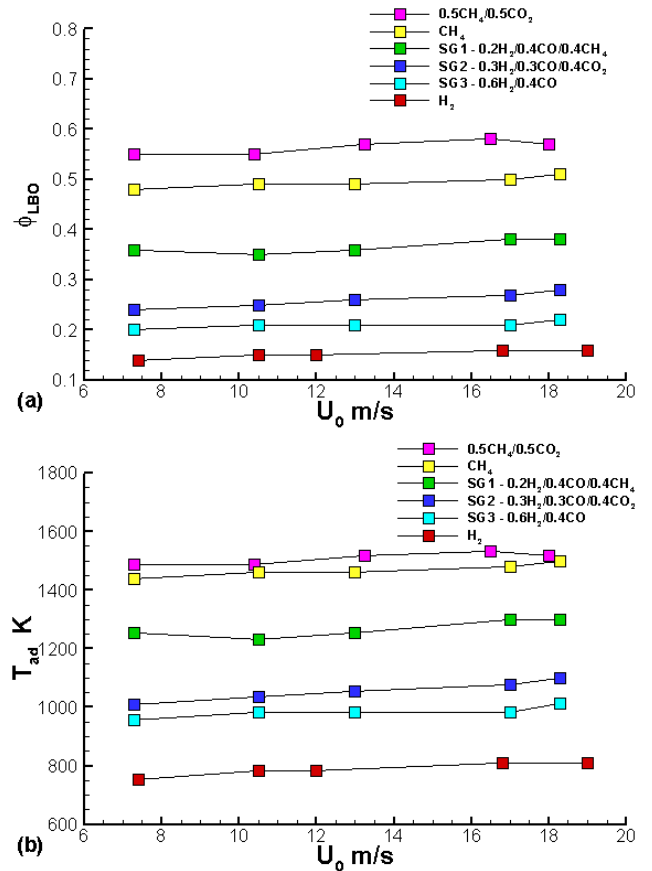 0.5CH₄/0.5CO₂
CH₄
SG1 - 0.2H₂/0.4CO/0.4CH₄
SG2 - 0.3H₂/0.3CO/0.4CO₂
SG3 - 0.6H₂/0.4CO
H₂
0.8
0.7
0.6
0.5
0.4
0.3
0.2
0.1
ϕLBO
6 8 10 12 14 16 18 20
(a)
U₀ m/s
0.5CH₄/0.5CO₂
CH₄
SG1 - 0.2H₂/0.4CO/0.4CH₄
SG2 - 0.3H₂/0.3CO/0.4CO₂
SG3 - 0.6H₂/0.4CO
H₂
1800
1600
1400
1200
1000
800
600
Tad K
6 8 10 12 14 16 18 20
(b)
U₀ m/s